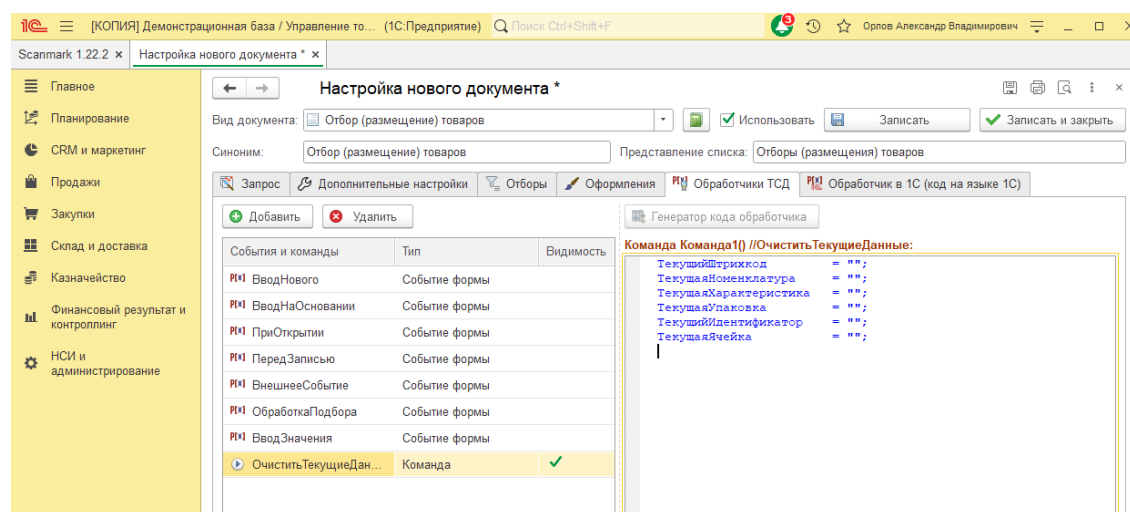 [КОПИЯ] Демонстрационная база / Управление то... (1С:Предприятие) Поиск Ctrl+Shift+F 3 Орлов Александр Владимирович
Scanmark 1.22.2 × Настройка нового документа * ×
Главное
Планирование
CRM и маркетинг
Продажи
Закупки
Склад и доставка
Казначейство
Финансовый результат и
контроллинг
НСИ и
администрирование
Настройка нового документа *
Вид документа: Отбор (размещение) товаров Использовать Записать Записать и закрыть
Синоним: Отбор (размещение) товаров Представление списка: Отборы (размещения) товаров
Запрос Дополнительные настройки Отборы Оформления Обработчики ТСД Обработчик в 1С (код на языке 1С)
Добавить Удалить Генератор кода обработчика
События и команды Тип Видимость
ВводНового Событие формы
ВводНаОсновании Событие формы
ПриОткрытии Событие формы
ПередЗаписью Событие формы
ВнешнееСобытие Событие формы
ОбработкаПодбора Событие формы
ВводЗначения Событие формы
ОчиститьТекущиеДан... Команда
Команда Команда1() //ОчиститьТекущиеДанные:
ТекущийШтрихкод = "";
ТекущаяНоменклатура = "";
ТекущаяХарактеристика = "";
ТекущаяУпаковка = "";
ТекущийИдентификатор = "";
ТекущаяЯчейка = "";